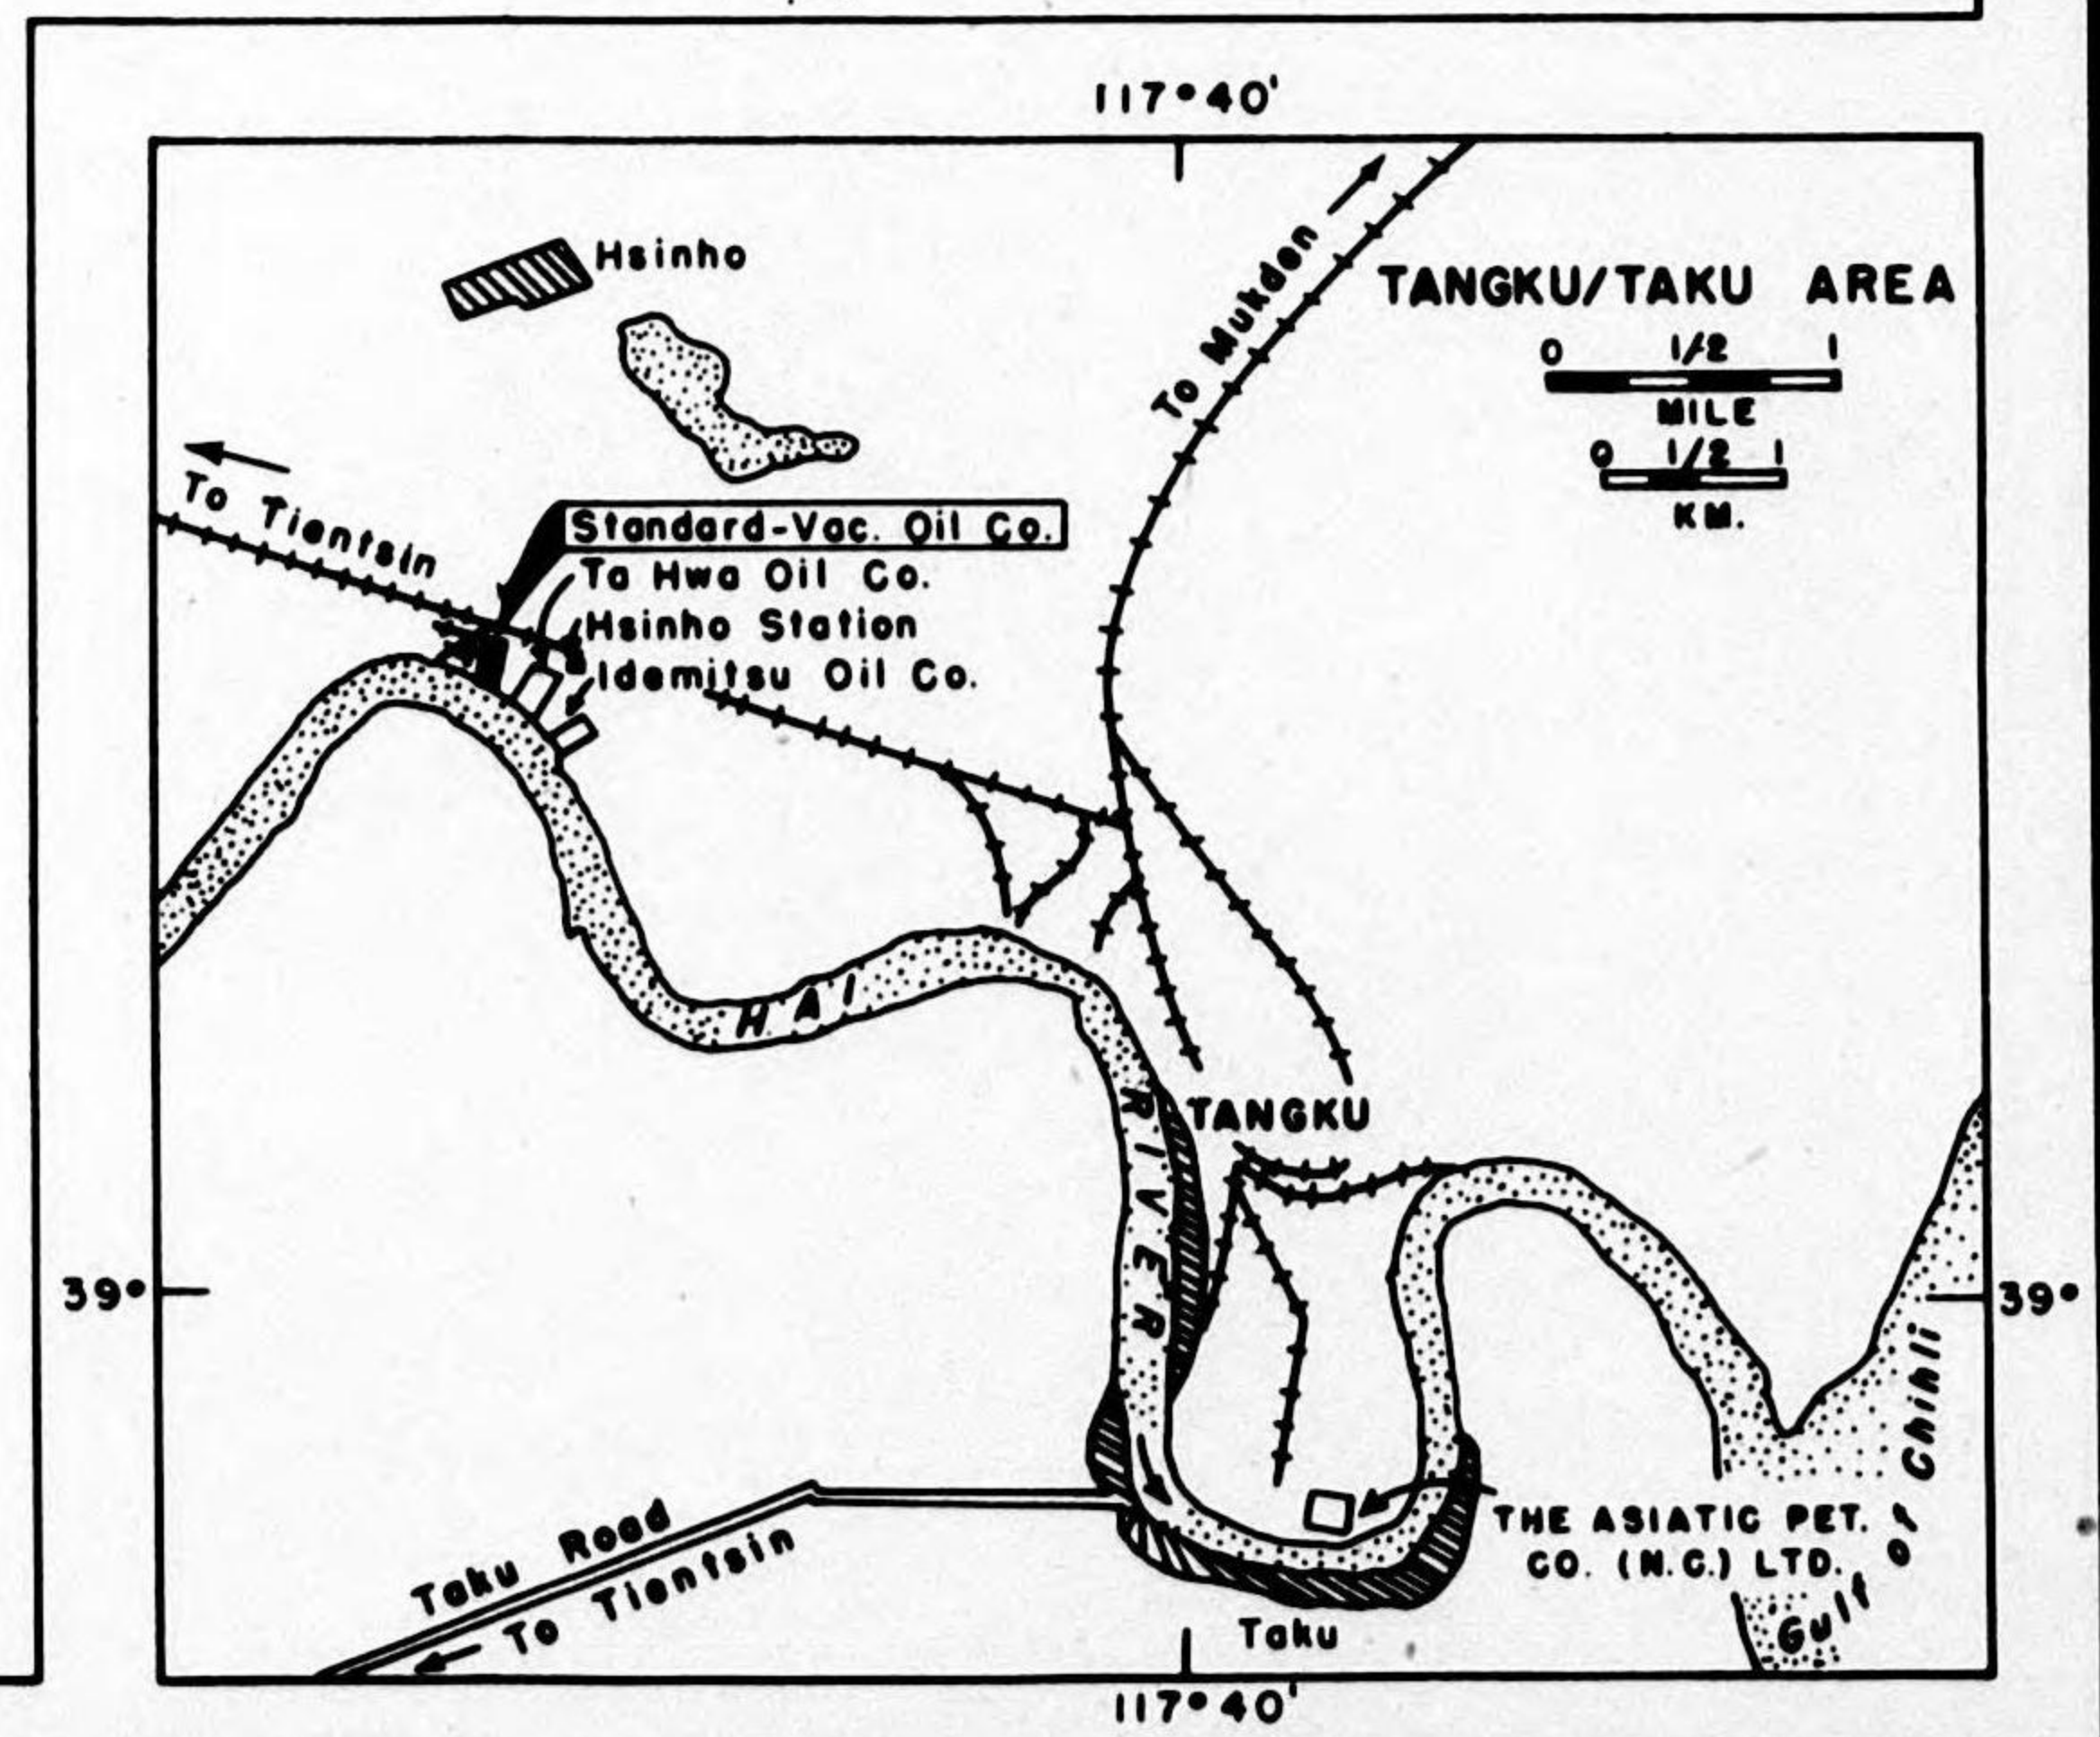 117°40'
Hsinho
To Mukden
TANGKU/TAKU AREA
0 1/2 1
MILE
0 1/2 1
KM.
To Tientsin
Standard-Vac. Oil Co.
Ta Hwa Oil Co.
Hsinho Station
Idemitsu Oil Co.
HAI RIVER
TANGKU
39°
39°
Gulf of Chihli
THE ASIATIC PET.
CO. (N.C.) LTD.
Taku Road
To Tientsin
Taku
117°40'